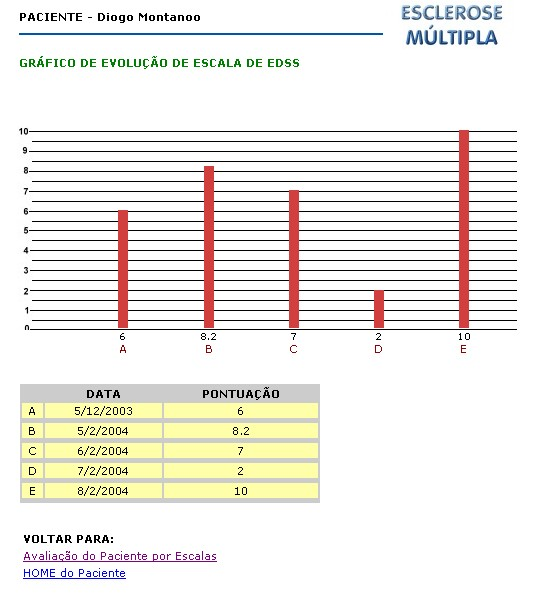 PACIENTE - Diogo Montanoo
ESCLEROSE
MÚLTIPLA
GRÁFICO DE EVOLUÇÃO DE ESCALA DE EDSS
10
9
8
7
6
5
4
3
2
1
0
6 8.2 7 2 10
A B C D E
DATA PONTUAÇÃO
A 5/12/2003 6
B 5/2/2004 8.2
C 6/2/2004 7
D 7/2/2004 2
E 8/2/2004 10
VOLTAR PARA:
Avaliação do Paciente por Escalas
HOME do Paciente